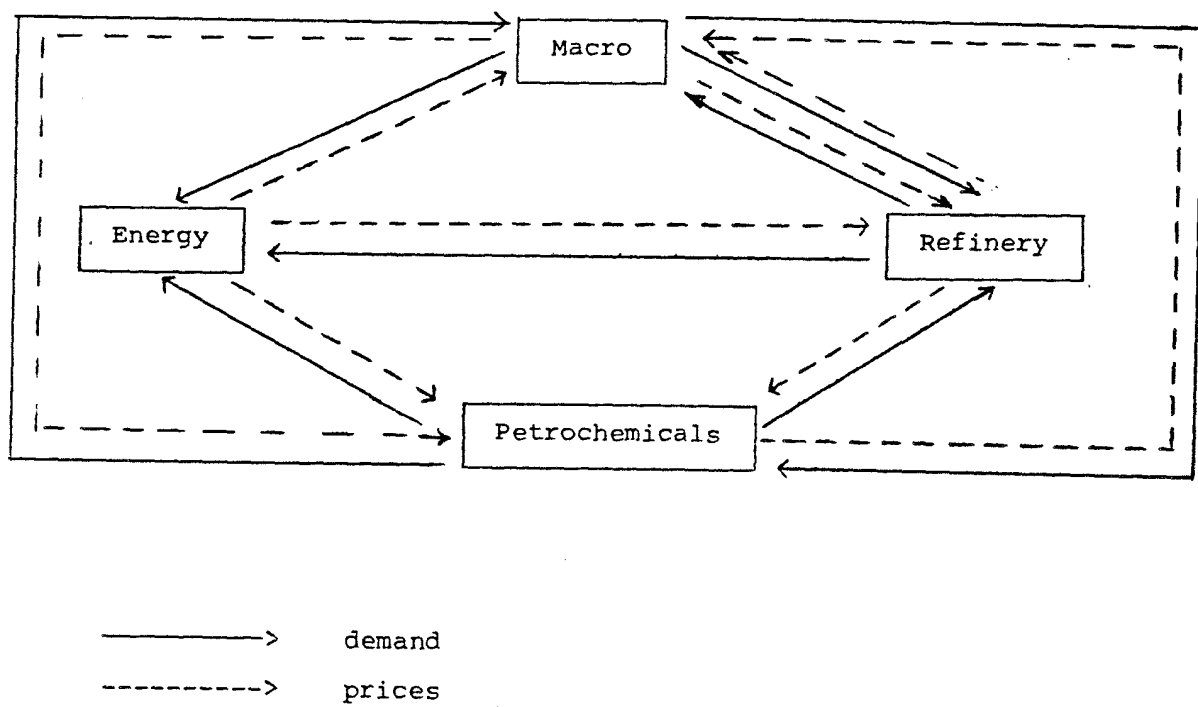 Macro
Energy
Refinery
Petrochemicals
demand
prices